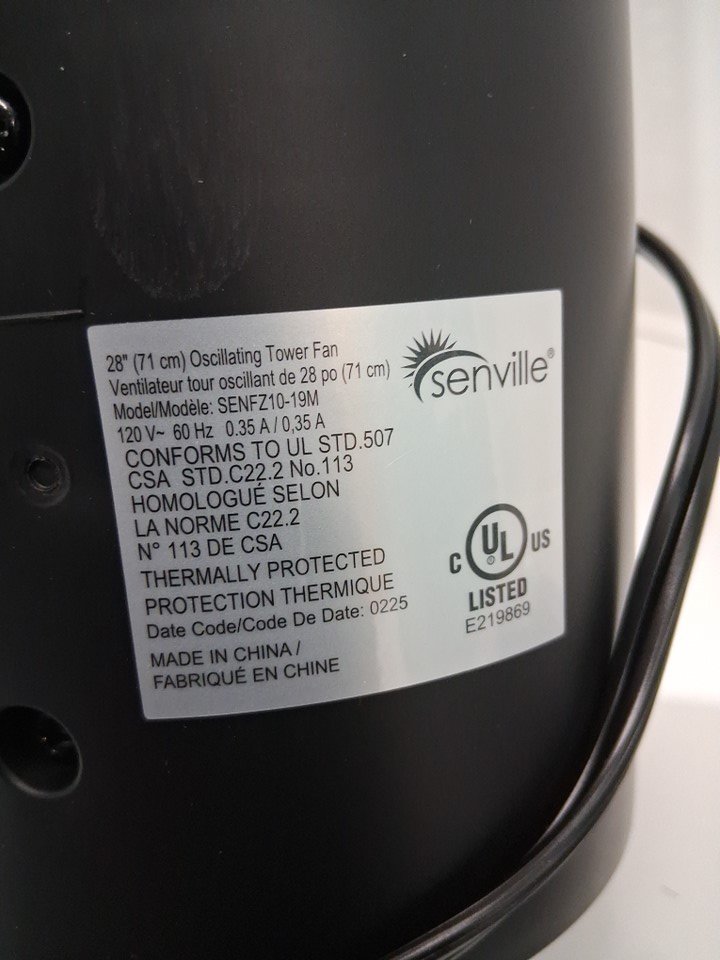 28" (71 cm) Oscillating Tower Fan
Ventilateur tour oscillant de 28 po (71 cm)
Model/Modèle: SENFZ10-19M
120 V~ 60 Hz 0.35 A / 0,35 A
CONFORMS TO UL STD.507
CSA STD.C22.2 No.113
HOMOLOGUÉ SELON
LA NORME C22.2
N° 113 DE CSA
THERMALLY PROTECTED
PROTECTION THERMIQUE
Date Code/Code De Date: 0225
MADE IN CHINA /
FABRIQUÉ EN CHINE
senville®
C UL US
LISTED
E219869